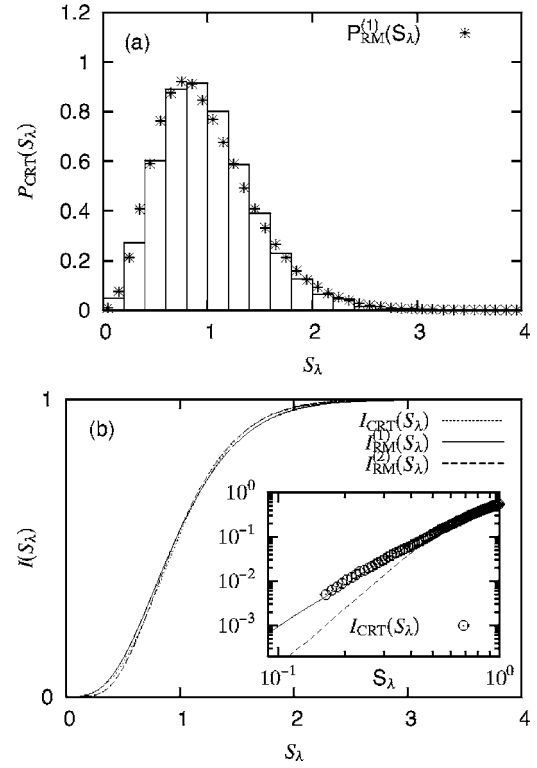 1.2
1
0.8
0.6
0.4
0.2
0
(a)
P_RM^(1)(S_λ)
P_CRT(S_λ)
0 1 2 3 4
S_λ
1
0
(b)
I_CRT(S_λ)
I_RM^(1)(S_λ)
I_RM^(2)(S_λ)
I(S_λ)
10^0
10^-1
10^-2
10^-3
I_CRT(S_λ)
10^-1 10^0
S_λ
0 1 2 3 4
S_λ